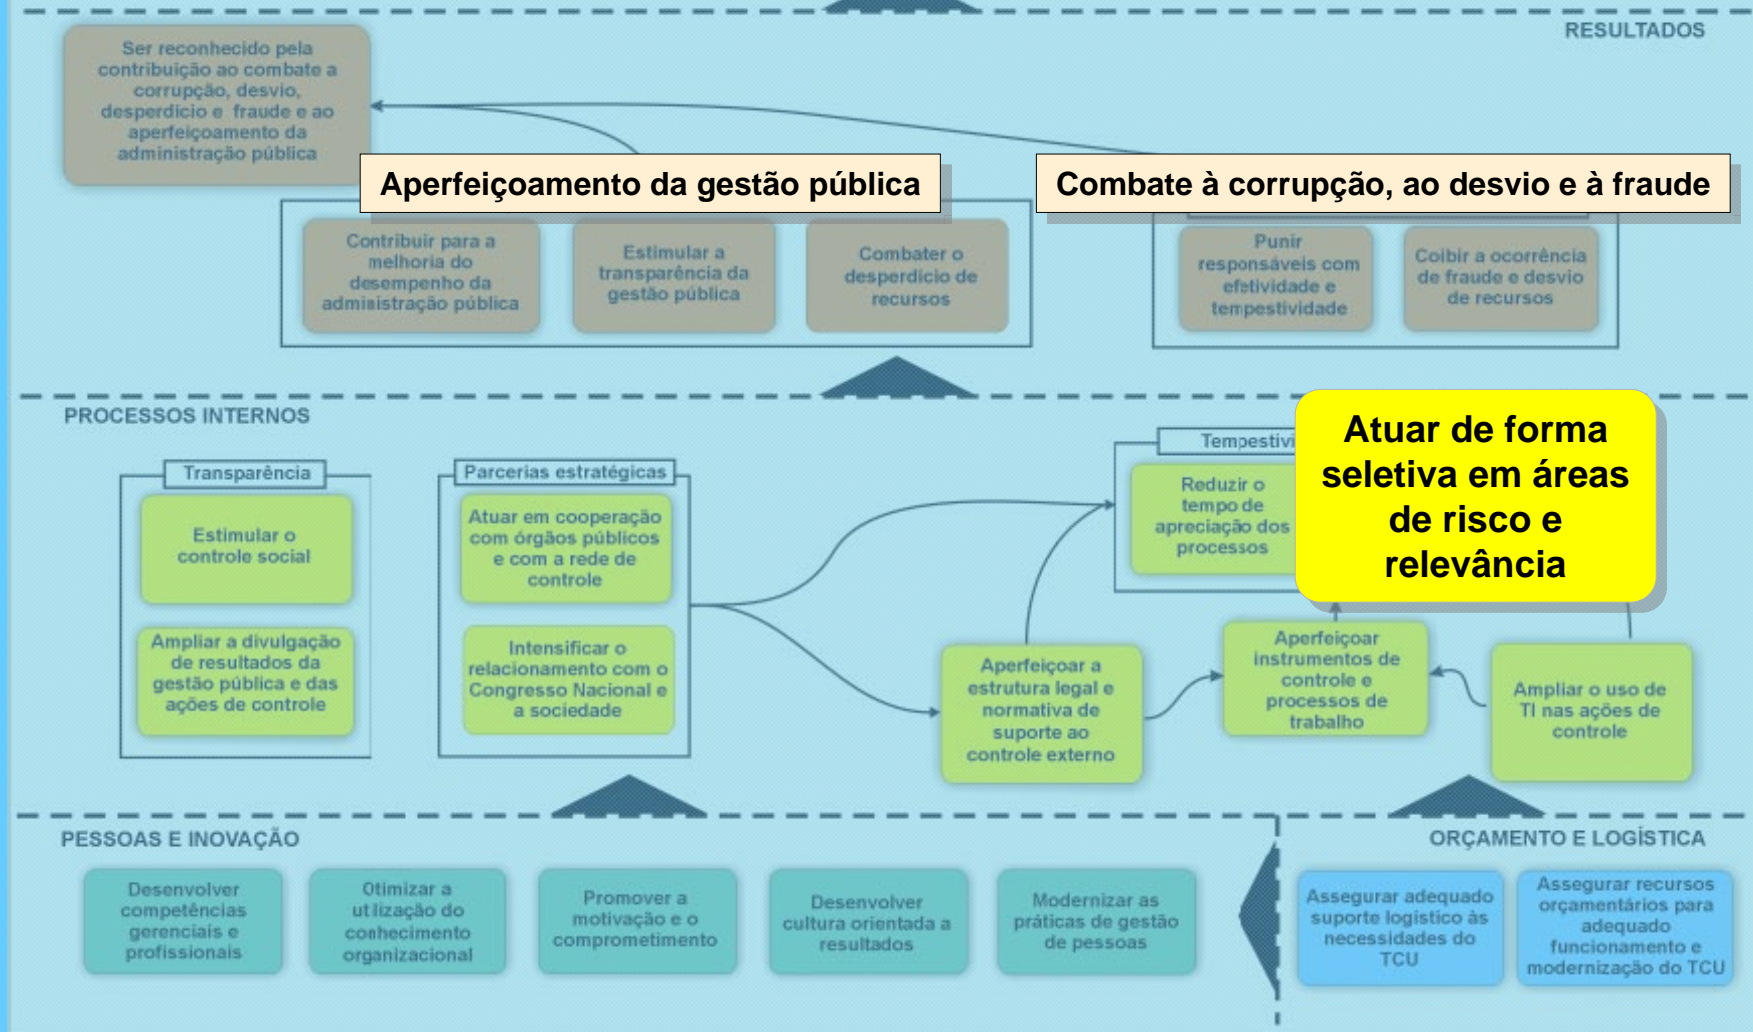 RESULTADOS
Ser reconhecido pela
contribuição ao combate a
corrupção, desvio,
desperdício e fraude e ao
aperfeiçoamento da
administração pública
Aperfeiçoamento da gestão pública
Combate à corrupção, ao desvio e à fraude
Contribuir para a
melhoria do
desempenho da
administração pública
Estimular a
transparência da
gestão pública
Combater o
desperdício de
recursos
Punir
responsáveis com
efetividade e
tempestividade
Coibir a ocorrência
de fraude e desvio
de recursos
PROCESSOS INTERNOS
Transparência
Estimular o
controle social
Ampliar a divulgação
de resultados da
gestão pública e das
ações de controle
Parcerias estratégicas
Atuar em cooperação
com órgãos públicos
e com a rede de
controle
Intensificar o
relacionamento com o
Congresso Nacional e
a sociedade
Tempestivi
Reduzir o
tempo de
apreciação dos
processos
Atuar de forma
seletiva em áreas
de risco e
relevância
Aperfeiçoar a
estrutura legal e
normativa de
suporte ao
controle externo
Aperfeiçoar
instrumentos de
controle e
processos de
trabalho
Ampliar o uso de
TI nas ações de
controle
PESSOAS E INOVAÇÃO
Desenvolver
competências
gerenciais e
profissionais
Otimizar a
utilização do
conhecimento
organizacional
Promover a
motivação e o
comprometimento
Desenvolver
cultura orientada a
resultados
Modernizar as
práticas de gestão
de pessoas
ORÇAMENTO E LOGÍSTICA
Assegurar adequado
suporte logístico às
necessidades do
TCU
Assegurar recursos
orçamentários para
adequado
funcionamento e
modernização do TCU